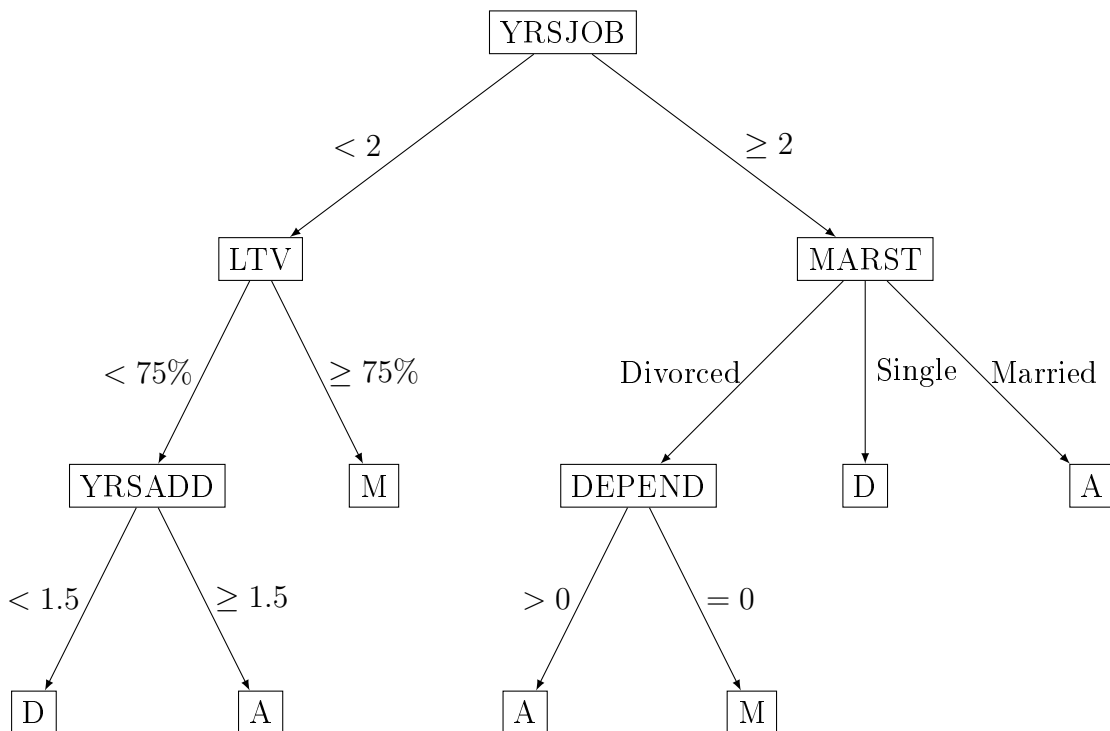 YRSJOB
< 2
≥ 2
LTV
MARST
< 75%
≥ 75%
Divorced
Single
Married
YRSADD
M
DEPEND
D
A
< 1.5
≥ 1.5
> 0
= 0
D
A
A
M